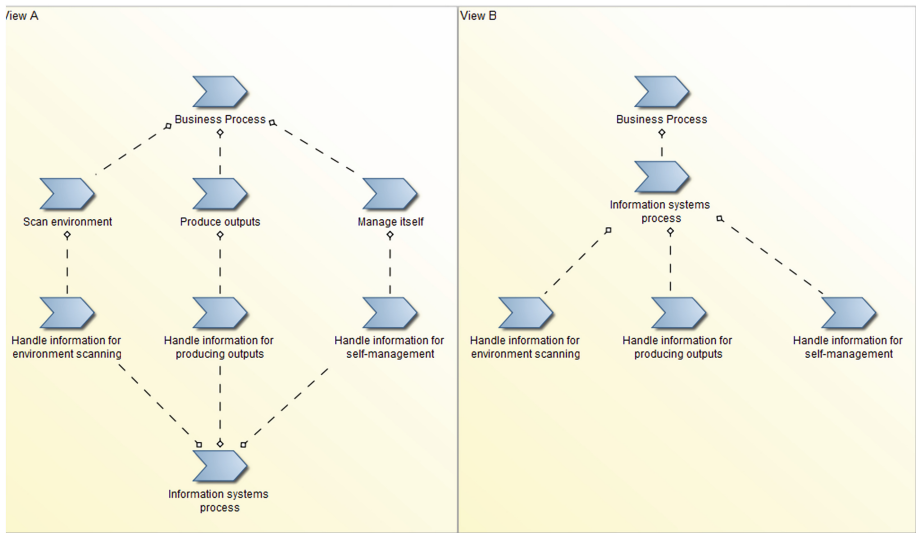 View A
Business Process
Scan environment
Produce outputs
Manage itself
Handle information for
environment scanning
Handle information for
producing outputs
Handle information for
self-management
Information systems
process
View B
Business Process
Information systems
process
Handle information for
environment scanning
Handle information for
producing outputs
Handle information for
self-management